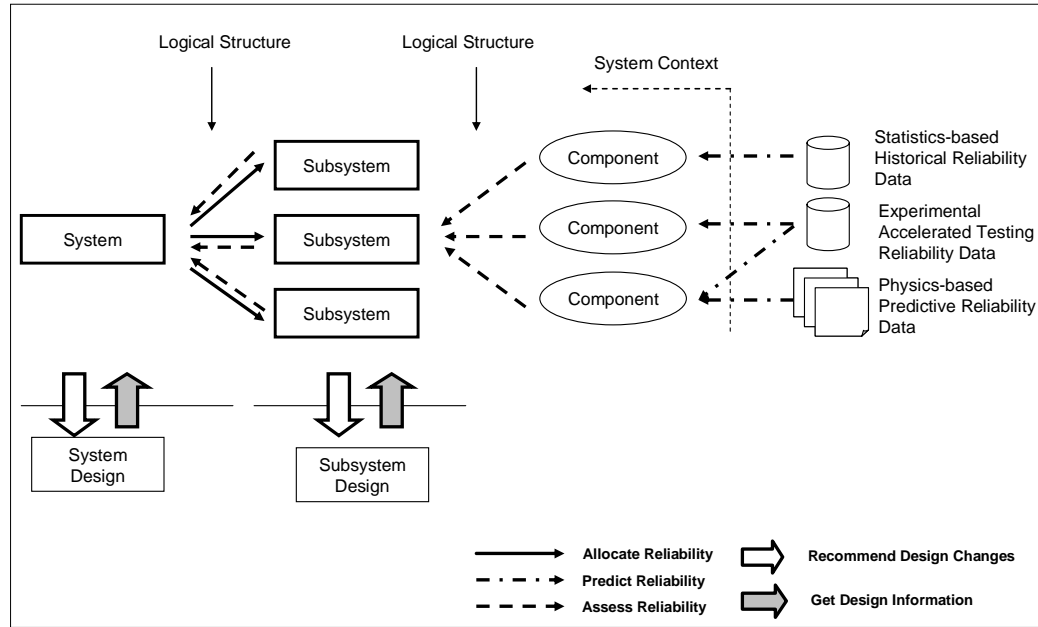 Logical Structure
Logical Structure
System Context
Subsystem
Component
Statistics-based
Historical Reliability
Data
System
Subsystem
Component
Experimental
Accelerated Testing
Reliability Data
Subsystem
Component
Physics-based
Predictive Reliability
Data
System
Design
Subsystem
Design
Allocate Reliability
Recommend Design Changes
Predict Reliability
Assess Reliability
Get Design Information